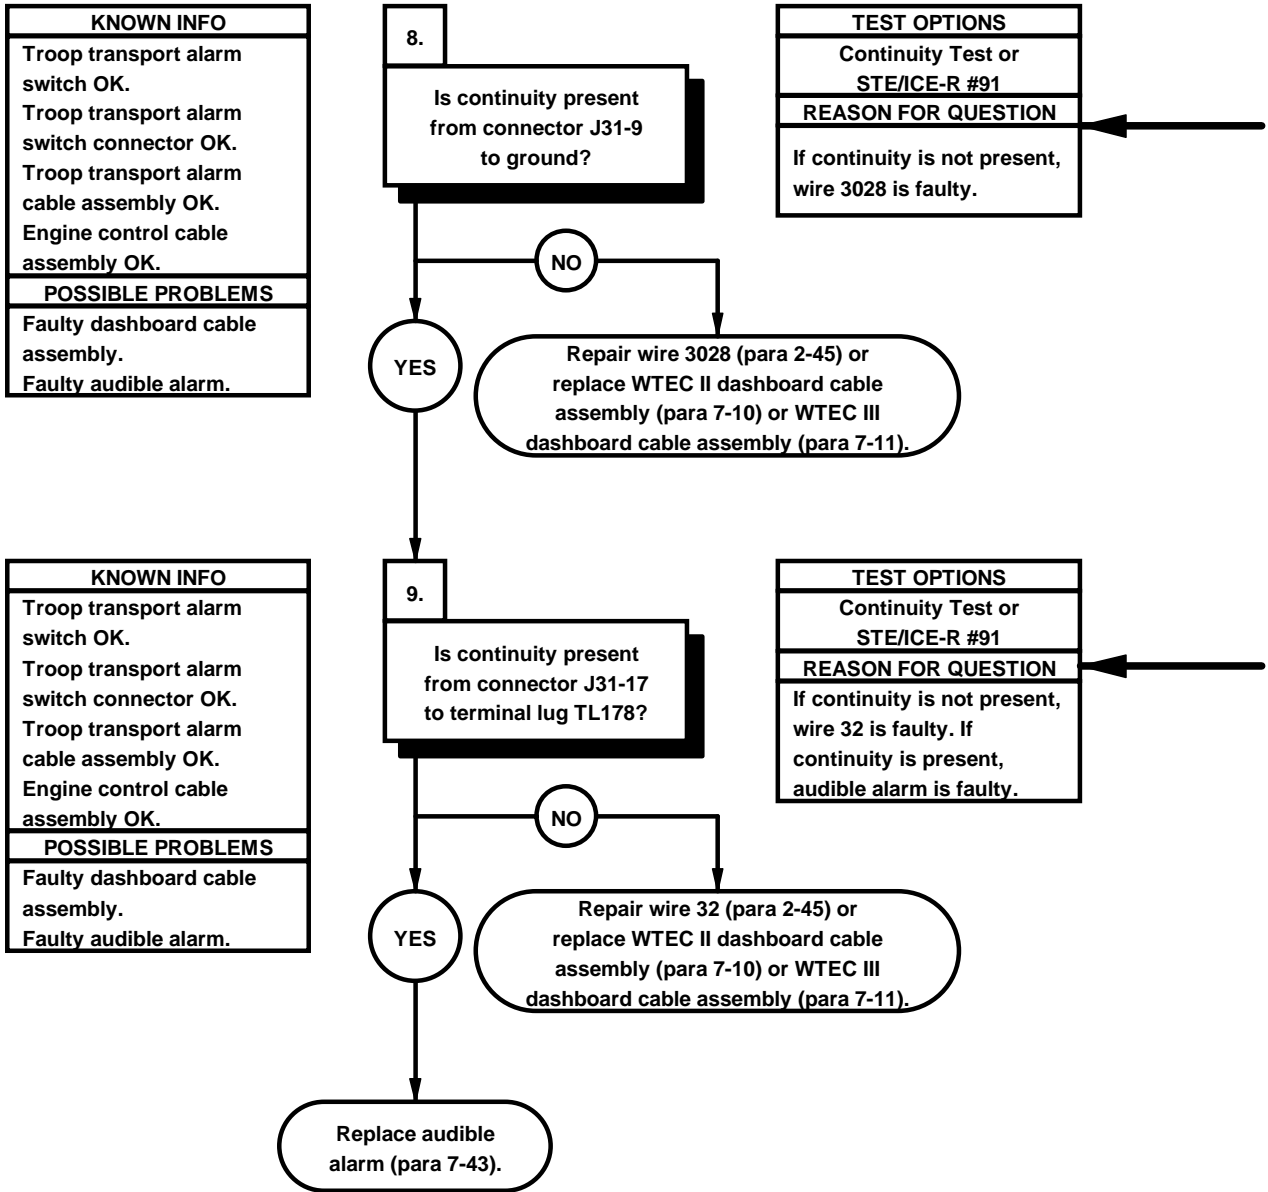 KNOWN INFO
Troop transport alarm
switch OK.
Troop transport alarm
switch connector OK.
Troop transport alarm
cable assembly OK.
Engine control cable
assembly OK.
POSSIBLE PROBLEMS
Faulty dashboard cable
assembly.
Faulty audible alarm.
8.
Is continuity present
from connector J31-9
to ground?
TEST OPTIONS
Continuity Test or
STE/ICE-R #91
REASON FOR QUESTION
If continuity is not present,
wire 3028 is faulty.
NO
YES
Repair wire 3028 (para 2-45) or
replace WTEC II dashboard cable
assembly (para 7-10) or WTEC III
dashboard cable assembly (para 7-11).
KNOWN INFO
Troop transport alarm
switch OK.
Troop transport alarm
switch connector OK.
Troop transport alarm
cable assembly OK.
Engine control cable
assembly OK.
POSSIBLE PROBLEMS
Faulty dashboard cable
assembly.
Faulty audible alarm.
9.
Is continuity present
from connector J31-17
to terminal lug TL178?
TEST OPTIONS
Continuity Test or
STE/ICE-R #91
REASON FOR QUESTION
If continuity is not present,
wire 32 is faulty. If
continuity is present,
audible alarm is faulty.
NO
YES
Repair wire 32 (para 2-45) or
replace WTEC II dashboard cable
assembly (para 7-10) or WTEC III
dashboard cable assembly (para 7-11).
Replace audible
alarm (para 7-43).